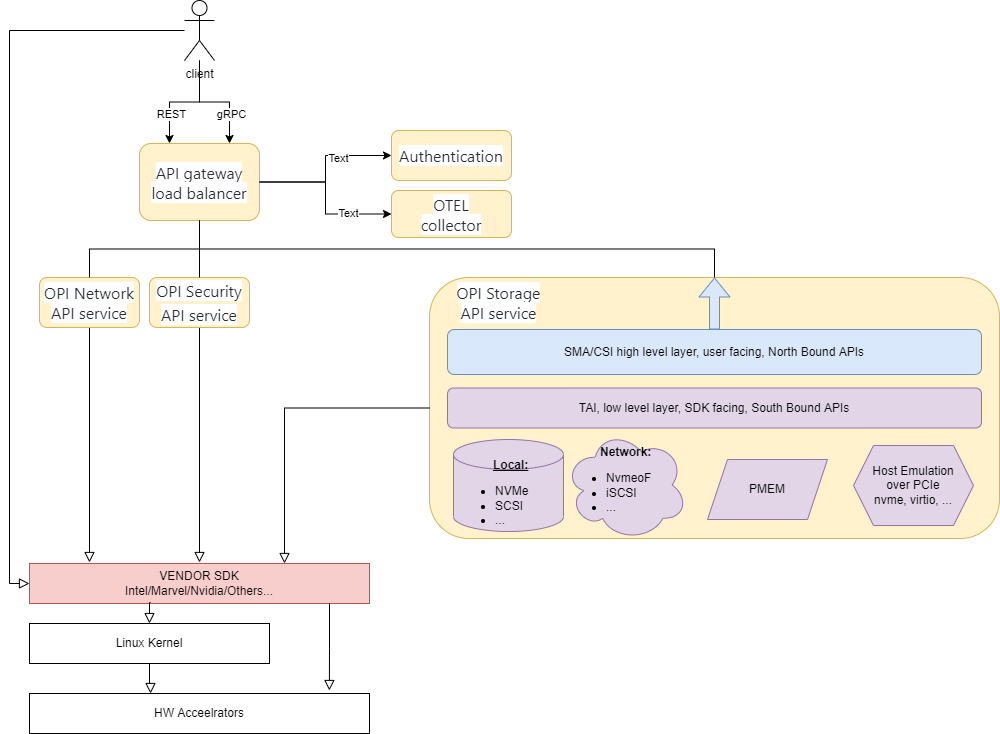 client
REST
gRPC
API gateway
load balancer
Text
Authentication
Text
OTEL
collector
OPI Network
API service
OPI Security
API service
OPI Storage
API service
SMA/CSI high level layer, user facing, North Bound APIs
TAI, low level layer, SDK facing, South Bound APIs
Local:
NVMe
SCSI
...
Network:
NvmeoF
iSCSI
...
PMEM
Host Emulation
over PCIe
nvme, virtio, ...
VENDOR SDK
Intel/Marvel/Nvidia/Others...
Linux Kernel
HW Acceelrators